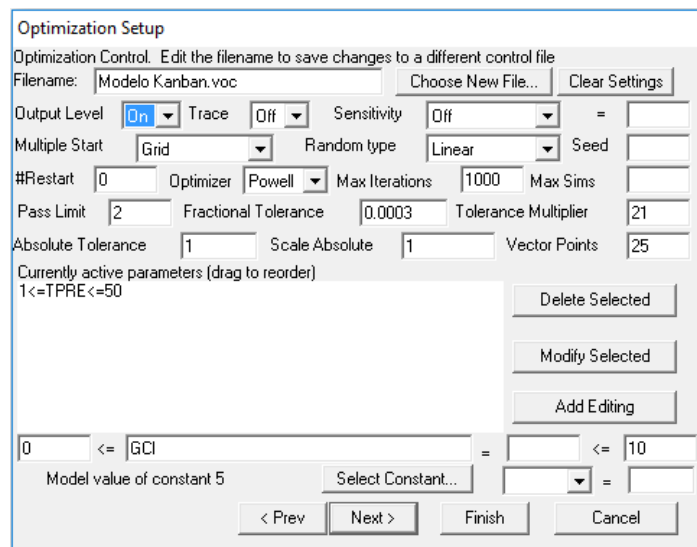 Optimization Setup
Optimization Control. Edit the filename to save changes to a different control file
Filename: Modelo Kanban.voc Choose New File... Clear Settings
Output Level On Trace Off Sensitivity Off =
Multiple Start Grid Random type Linear Seed
#Restart 0 Optimizer Powell Max Iterations 1000 Max Sims
Pass Limit 2 Fractional Tolerance 0.0003 Tolerance Multiplier 21
Absolute Tolerance 1 Scale Absolute 1 Vector Points 25
Currently active parameters (drag to reorder)
1<=TPRE<=50
Delete Selected
Modify Selected
Add Editing
0 <= GCI = <= 10
Model value of constant 5 Select Constant... =
< Prev Next > Finish Cancel